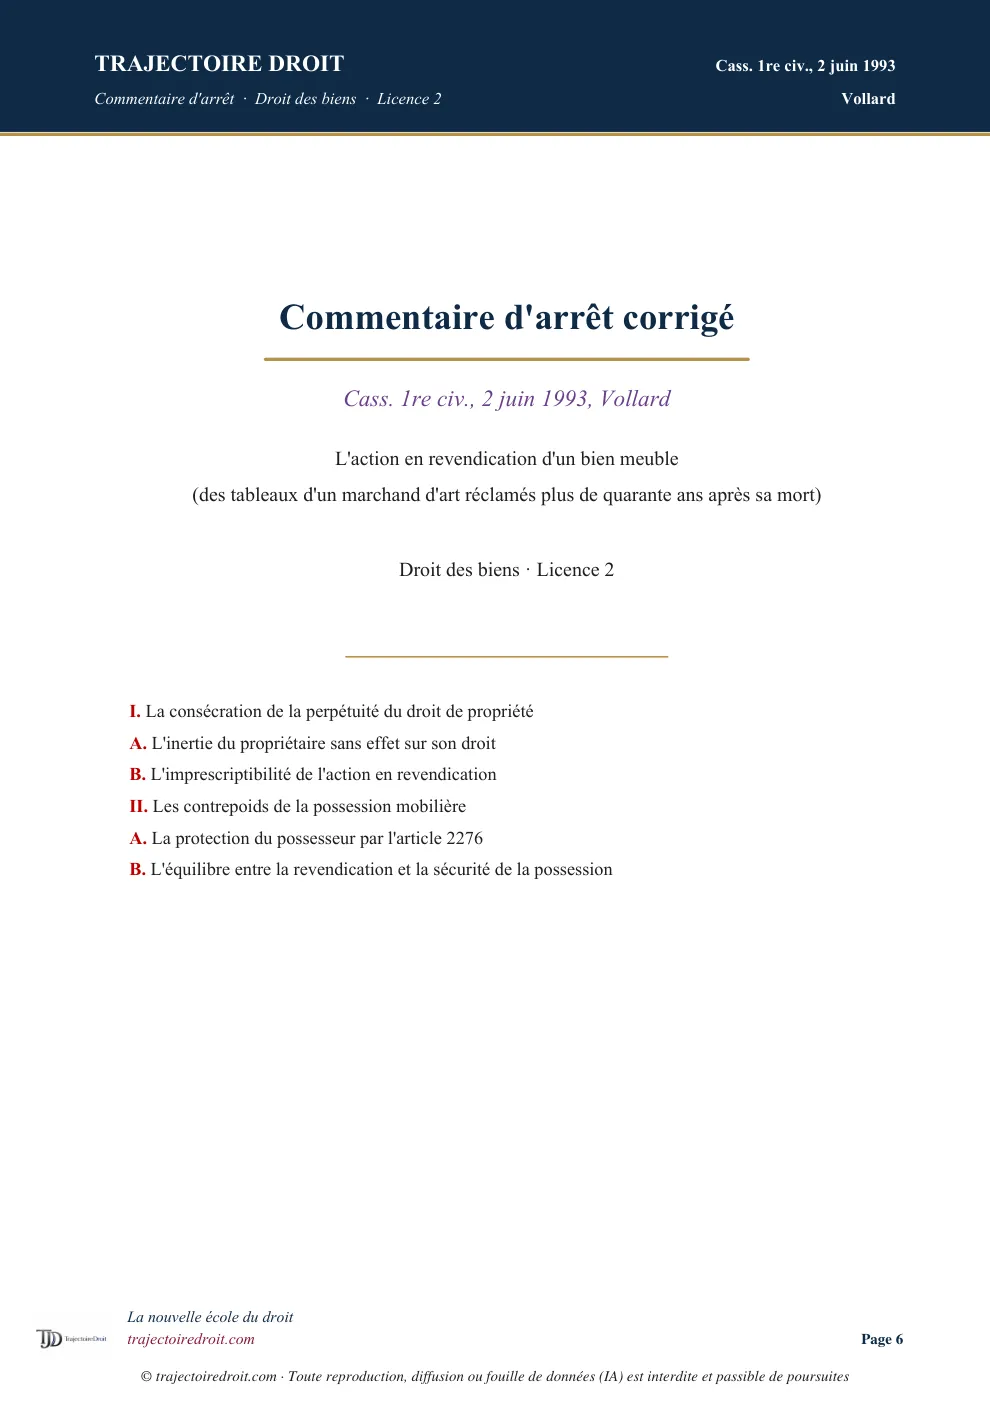 TRAJECTOIRE DROIT
Cass. 1re civ., 2 juin 1993
Commentaire d'arrêt · Droit des biens · Licence 2
Vollard
Commentaire d'arrêt corrigé
Cass. 1re civ., 2 juin 1993, Vollard
L'action en revendication d'un bien meuble
(des tableaux d'un marchand d'art réclamés plus de quarante ans après sa mort)
Droit des biens · Licence 2
I. La consécration de la perpétuité du droit de propriété
A. L'inertie du propriétaire sans effet sur son droit
B. L'imprescriptibilité de l'action en revendication
II. Les contrepoids de la possession mobilière
A. La protection du possesseur par l'article 2276
B. L'équilibre entre la revendication et la sécurité de la possession
La nouvelle école du droit
TJD TrajectoireDroit
trajectoiredroit.com
Page 6
© trajectoiredroit.com · Toute reproduction, diffusion ou fouille de données (IA) est interdite et passible de poursuites